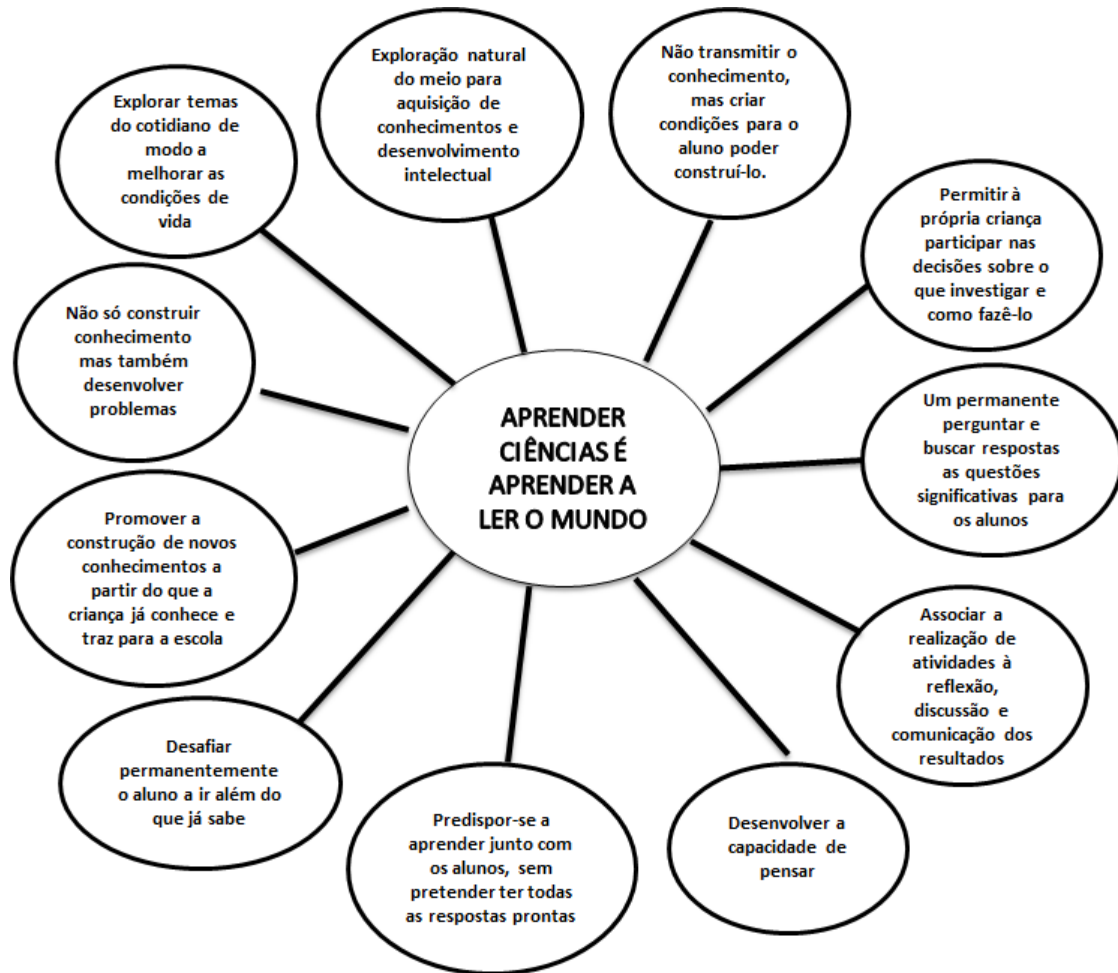 Explorar temas
do cotidiano de
modo a
melhorar as
condições de
vida
Exploração natural
do meio para
aquisição de
conhecimentos e
desenvolvimento
intelectual
Não transmitir o
conhecimento,
mas criar
condições para o
aluno poder
construí-lo.
Permitir à
própria criança
participar nas
decisões sobre o
que investigar e
como fazê-lo
Não só construir
conhecimento
mas também
desenvolver
problemas
APRENDER
CIÊNCIAS É
APRENDER A
LER O MUNDO
Um permanente
perguntar e
buscar respostas
as questões
significativas para
os alunos
Promover a
construção de novos
conhecimentos a
partir do que a
criança já conhece e
traz para a escola
Associar a
realização de
atividades à
reflexão,
discussão e
comunicação dos
resultados
Desafiar
permanentemente
o aluno a ir além do
que já sabe
Predispor-se a
aprender junto com
os alunos, sem
pretender ter todas
as respostas prontas
Desenvolver a
capacidade de
pensar